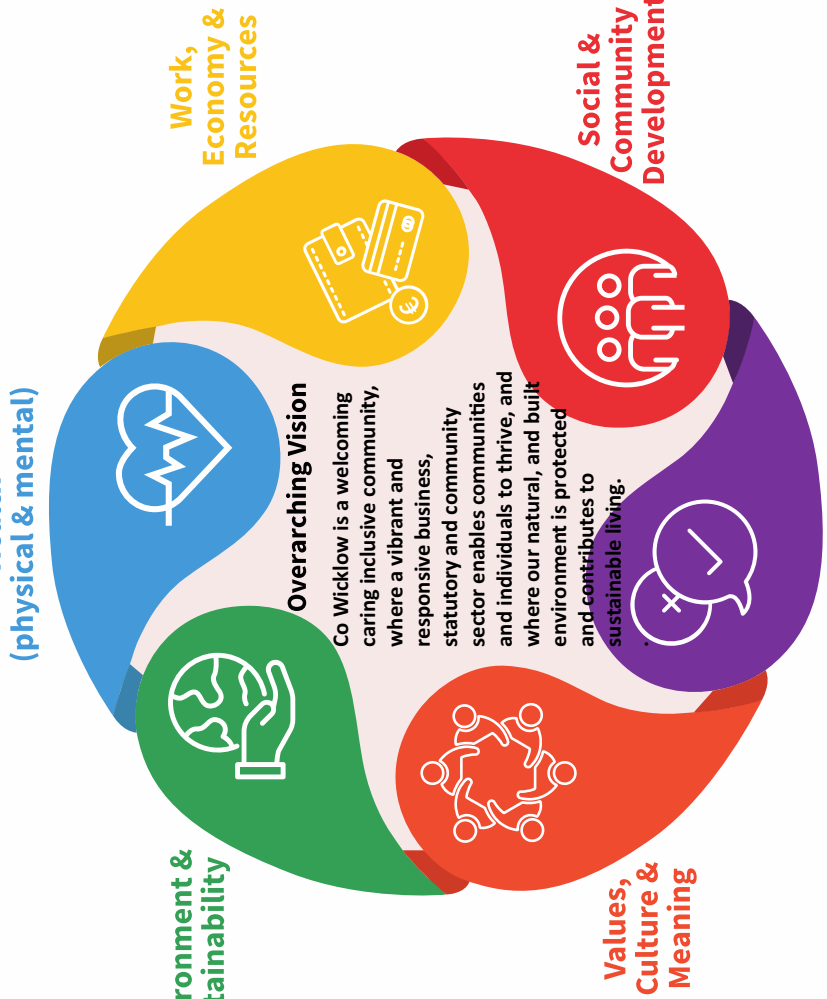 (physical & mental)
ronment &
tainability
Work,
Economy &
Resources
Overarching Vision
Co Wicklow is a welcoming
caring inclusive community,
where a vibrant and
responsive business,
statutory and community
sector enables communities
and individuals to thrive, and
where our natural, and built
environment is protected
and contributes to
sustainable living.
.
Values,
Culture &
Meaning
Social &
Community
Development